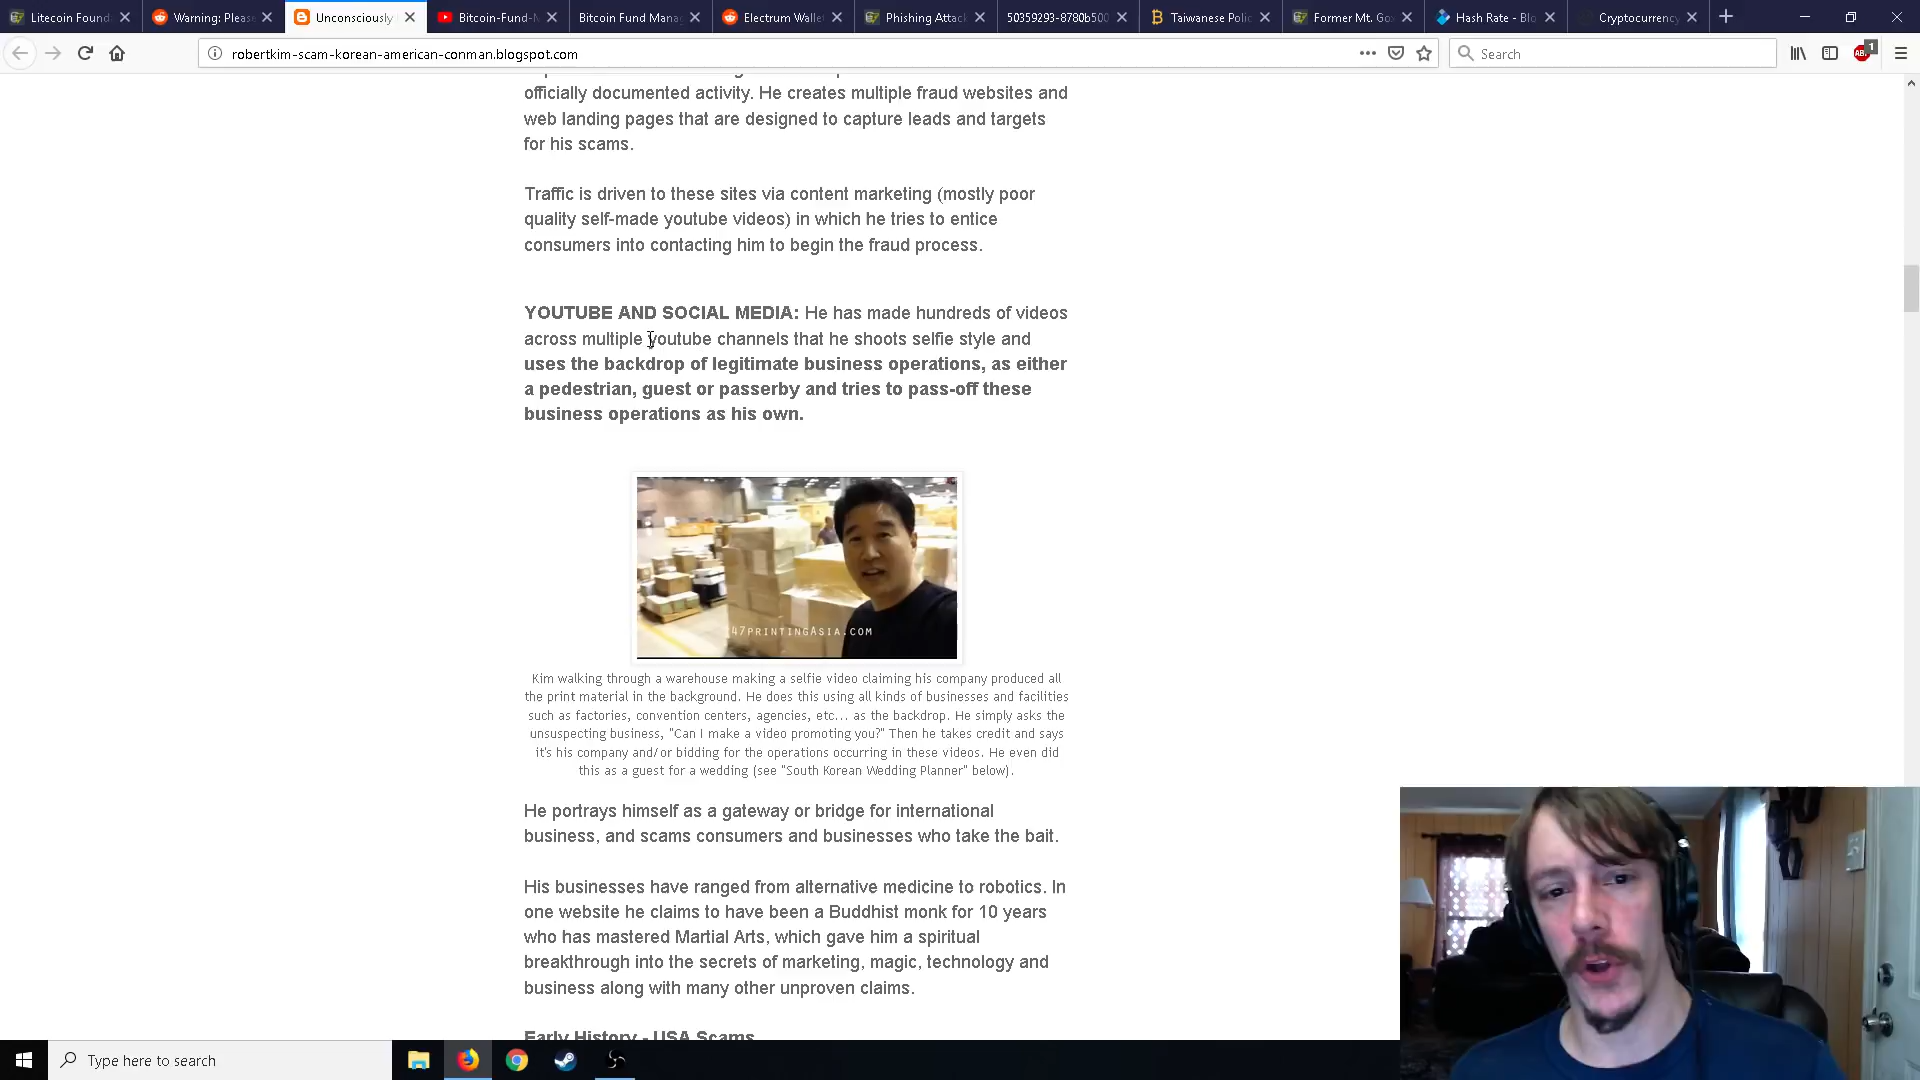 Litecoin Found
Warning: Please
Unconsciously
Bitcoin-Fund-M
Bitcoin Fund Mana
Electrum Walle
Phishing Attac
50359293-8780b500
Taiwanese Poli
Former Mt. Gox
Hash Rate - Blo
Cryptocurrency
robertkim-scam-korean-american-conman.blogspot.com
Search
1
officially documented activity. He creates multiple fraud websites and
web landing pages that are designed to capture leads and targets
for his scams.
Traffic is driven to these sites via content marketing (mostly poor
quality self-made youtube videos) in which he tries to entice
consumers into contacting him to begin the fraud process.
YOUTUBE AND SOCIAL MEDIA: He has made hundreds of videos
across multiple youtube channels that he shoots selfie style and
uses the backdrop of legitimate business operations, as either
a pedestrian, guest or passerby and tries to pass-off these
business operations as his own.
47PRINTINGASIA.COM
Kim walking through a warehouse making a selfie video claiming his company produced all
the print material in the background. He does this using all kinds of businesses and facilities
such as factories, convention centers, agencies, etc... as the backdrop. He simply asks the
unsuspecting business, "Can I make a video promoting you?" Then he takes credit and says
it's his company and/or bidding for the operations occurring in these videos. He even did
this as a guest for a wedding (see "South Korean Wedding Planner" below).
He portrays himself as a gateway or bridge for international
business, and scams consumers and businesses who take the bait.
His businesses have ranged from alternative medicine to robotics. In
one website he claims to have been a Buddhist monk for 10 years
who has mastered Martial Arts, which gave him a spiritual
breakthrough into the secrets of marketing, magic, technology and
business along with many other unproven claims.
Early History - USA Scams
Type here to search